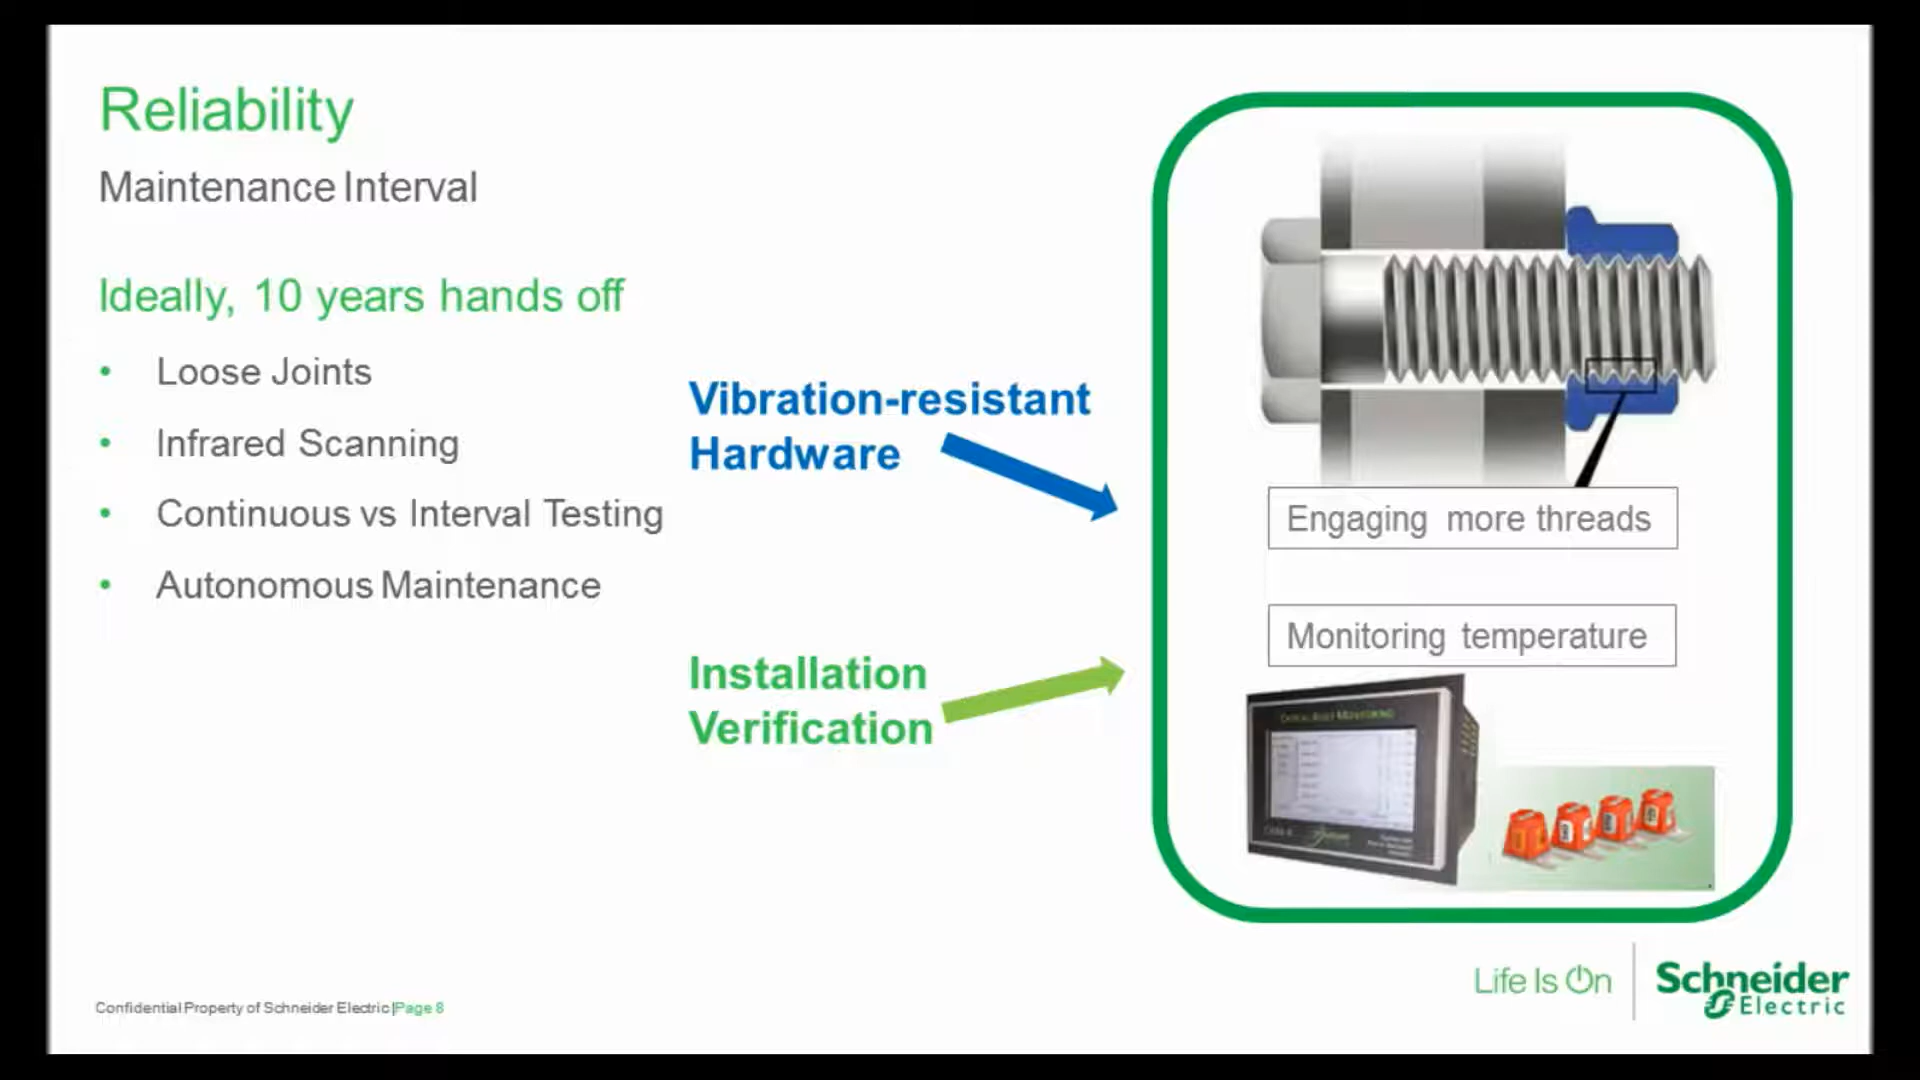 Reliability
Maintenance Interval
Ideally, 10 years hands off
• Loose Joints
• Infrared Scanning
• Continuous vs Interval Testing
• Autonomous Maintenance
Vibration-resistant
Hardware
Installation
Verification
Engaging more threads
Monitoring temperature
Confidential Property of Schneider Electric |Page 8
Life Is On
Schneider
Electric